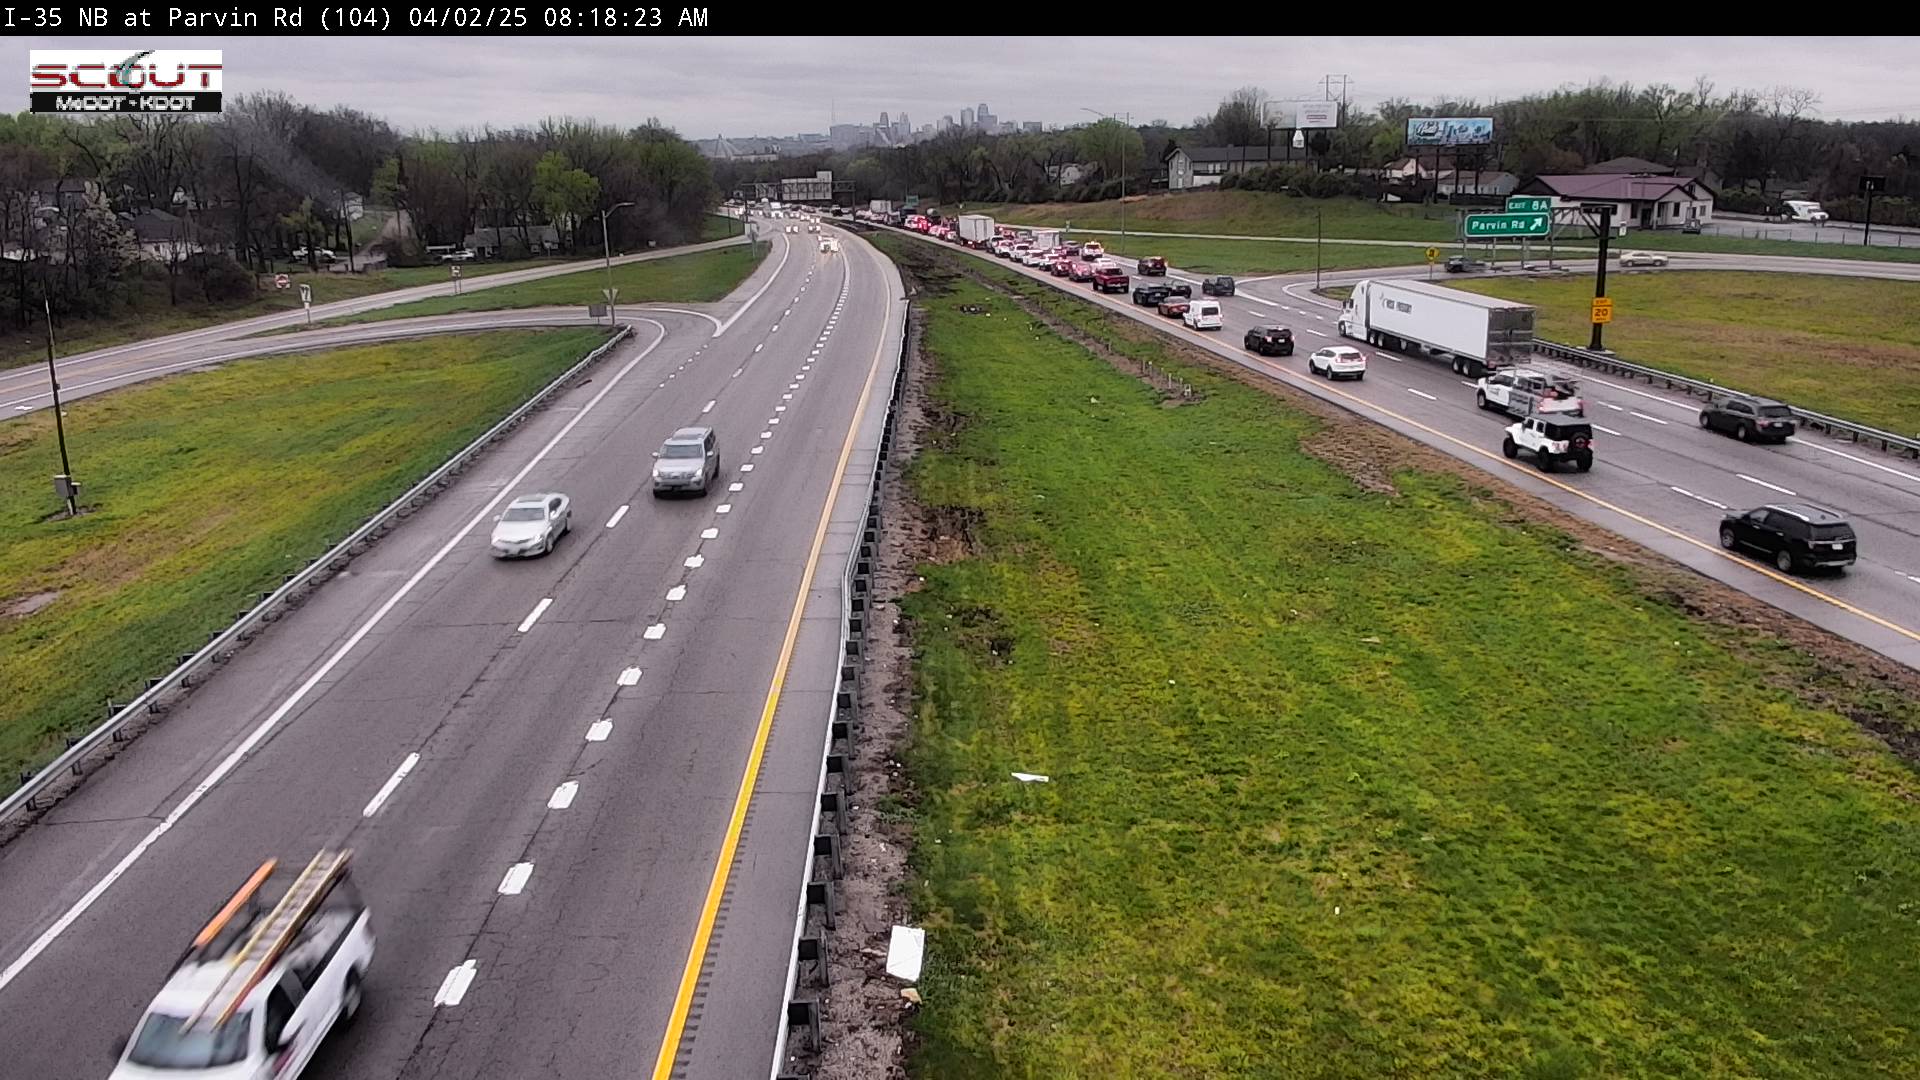 I-35 NB at Parvin Rd (104) 04/02/25 08:18:23 AM
SCOUT
MoDOT - KDOT
EXIT 8A
Parvin Rd
EXIT
20